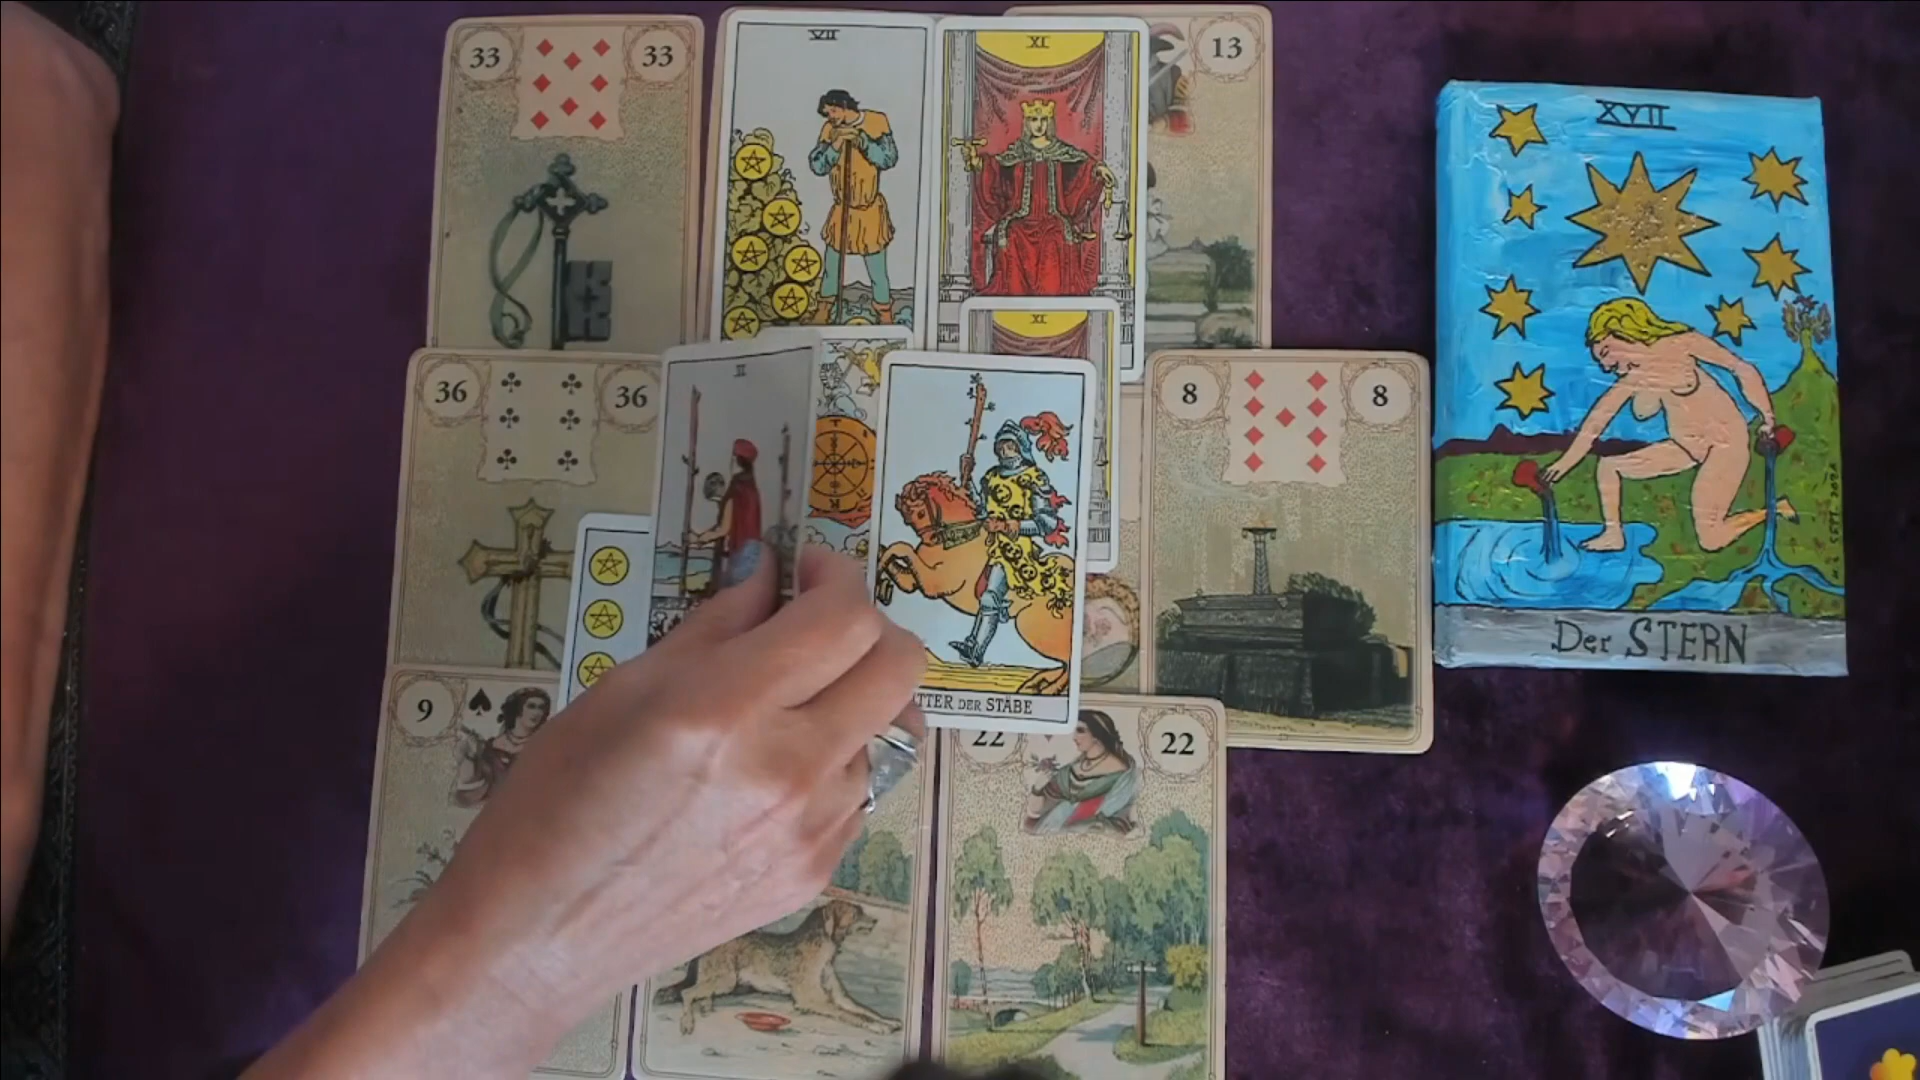 33 33
VII
XI
13
XVII
XI
36 36
II
X
8 8
Der STERN
9
TTER DER STÄBE
22 22